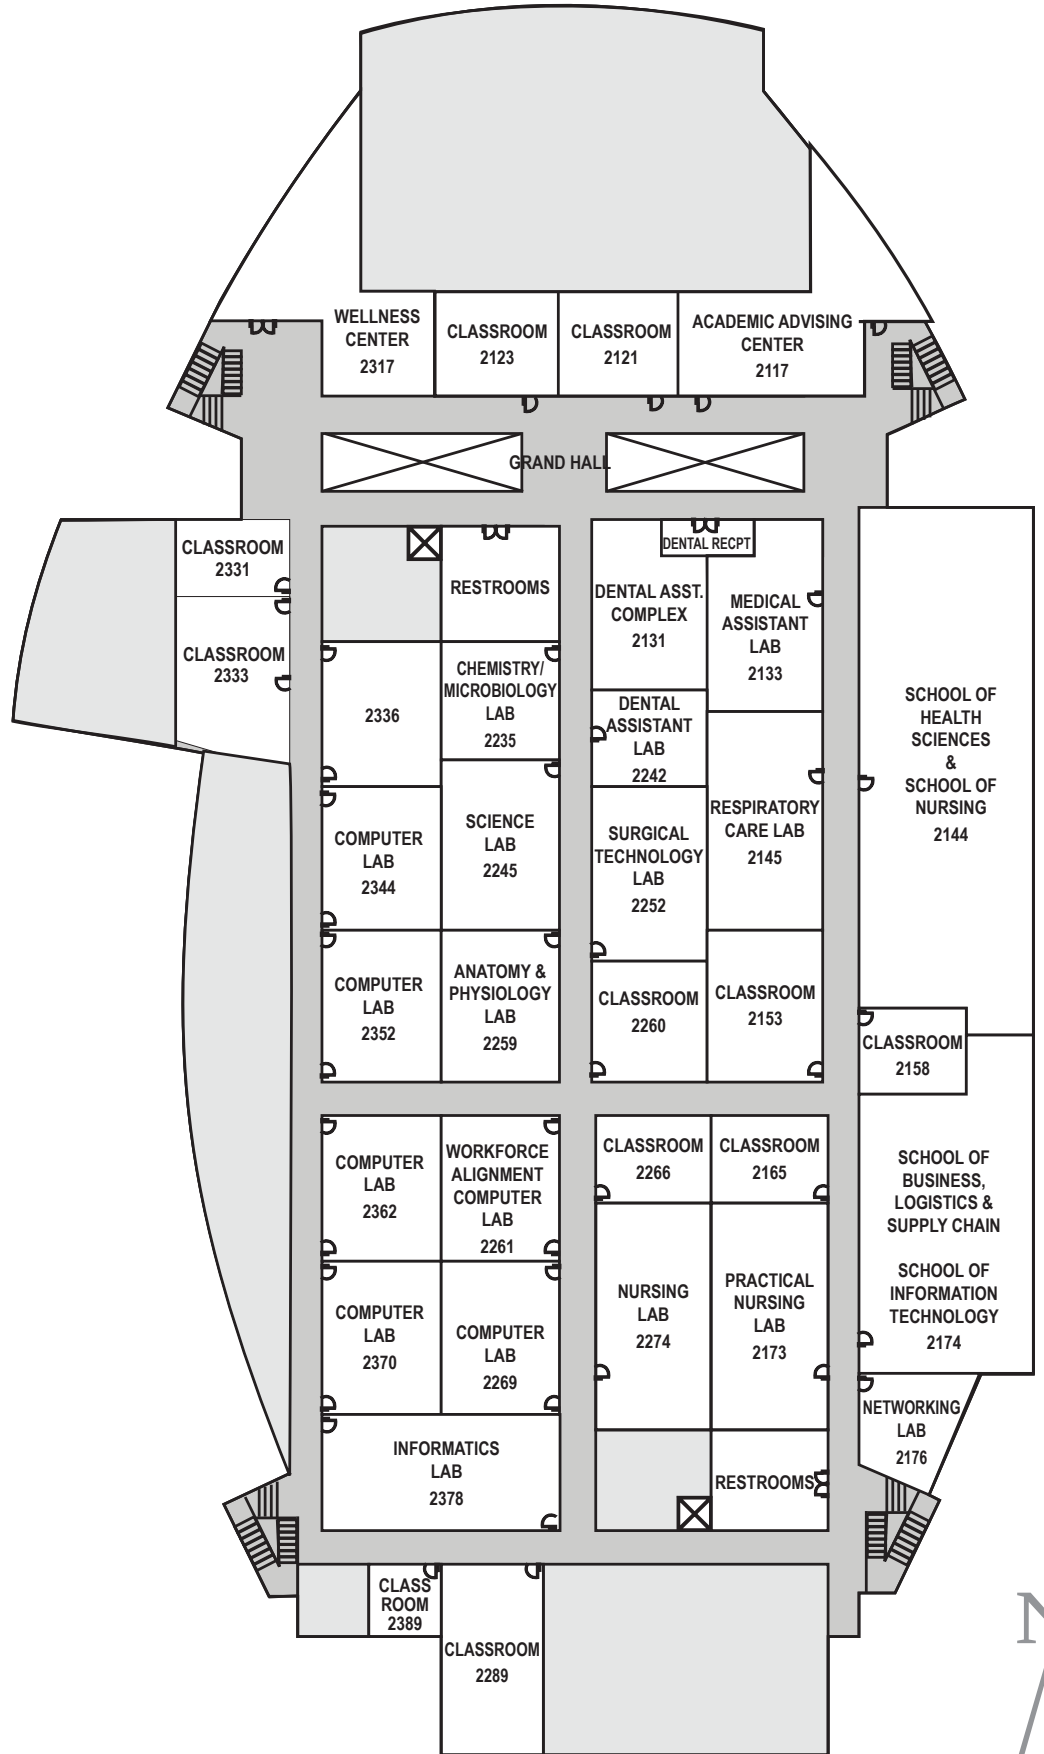 WELLNESS
CENTER
2317
CLASSROOM
2123
CLASSROOM
2121
ACADEMIC ADVISING
CENTER
2117
GRAND HALL
CLASSROOM
2331
CLASSROOM
2333
RESTROOMS
DENTAL RECPT
DENTAL ASST.
COMPLEX
2131
MEDICAL
ASSISTANT
LAB
2133
2336
CHEMISTRY/
MICROBIOLOGY
LAB
2235
DENTAL
ASSISTANT
LAB
2242
SCHOOL OF
HEALTH
SCIENCES
&
SCHOOL OF
NURSING
2144
COMPUTER
LAB
2344
SCIENCE
LAB
2245
SURGICAL
TECHNOLOGY
LAB
2252
RESPIRATORY
CARE LAB
2145
COMPUTER
LAB
2352
ANATOMY &
PHYSIOLOGY
LAB
2259
CLASSROOM
2260
CLASSROOM
2153
CLASSROOM
2158
COMPUTER
LAB
2362
WORKFORCE
ALIGNMENT
COMPUTER
LAB
2261
CLASSROOM
2266
CLASSROOM
2165
SCHOOL OF
BUSINESS,
LOGISTICS &
SUPPLY CHAIN
SCHOOL OF
INFORMATION
TECHNOLOGY
2174
COMPUTER
LAB
2370
COMPUTER
LAB
2269
NURSING
LAB
2274
PRACTICAL
NURSING
LAB
2173
NETWORKING
LAB
2176
INFORMATICS
LAB
2378
RESTROOMS
CLASS
ROOM
2389
CLASSROOM
2289
N